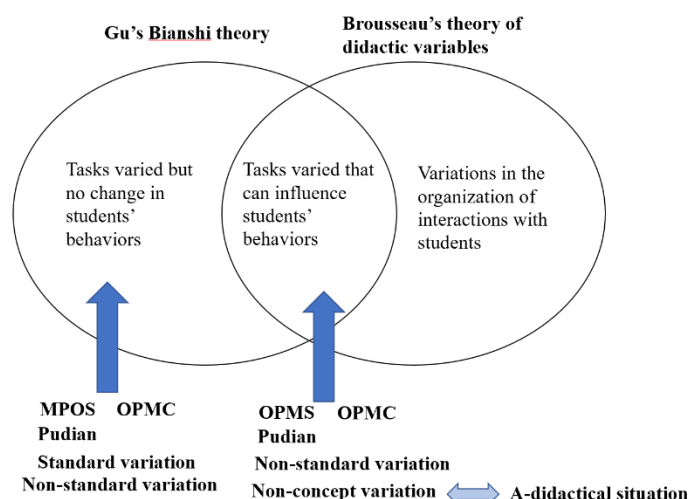 Gu's Bianshi theory
Brousseau's theory of
didactic variables
Tasks varied but
no change in
students'
behaviors
Tasks varied that
can influence
students'
behaviors
Variations in the
organization of
interactions with
students
MPOS OPMC
Pudian
Standard variation
Non-standard variation
OPMS OPMC
Pudian
Non-standard variation
Non-concept variation
A-didactical situation